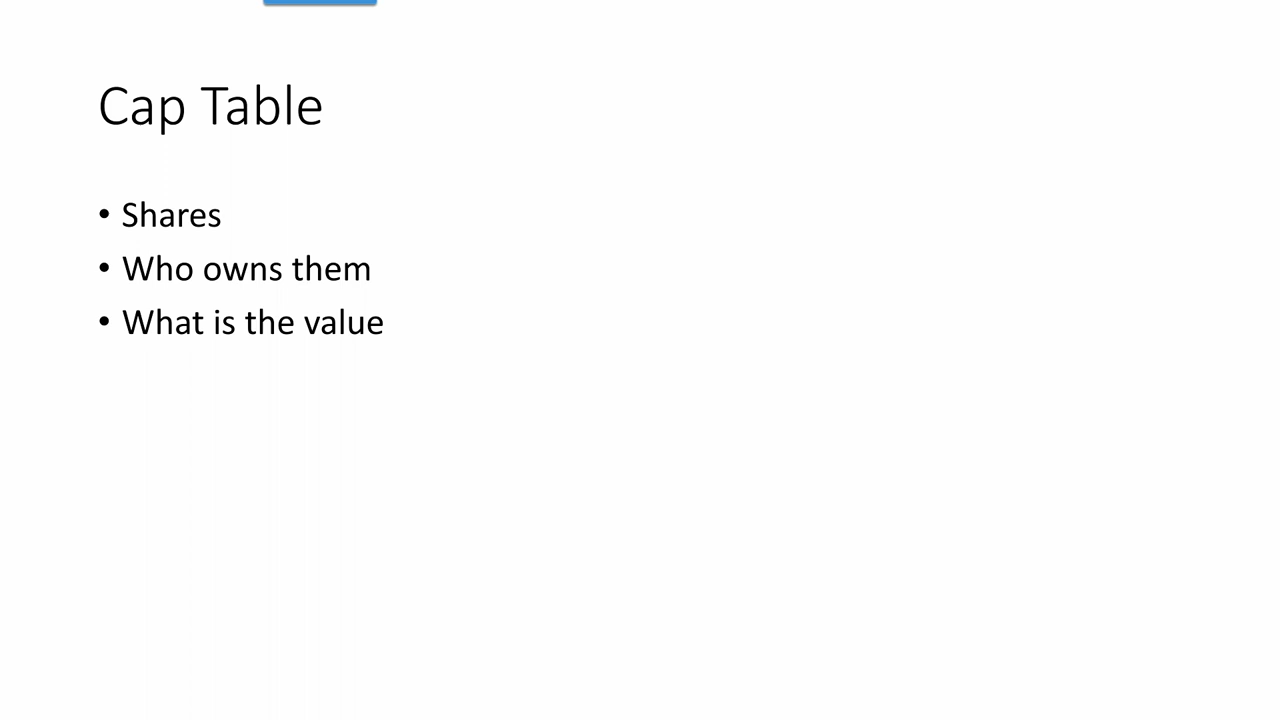 Cap Table
• Shares
• Who owns them
• What is the value